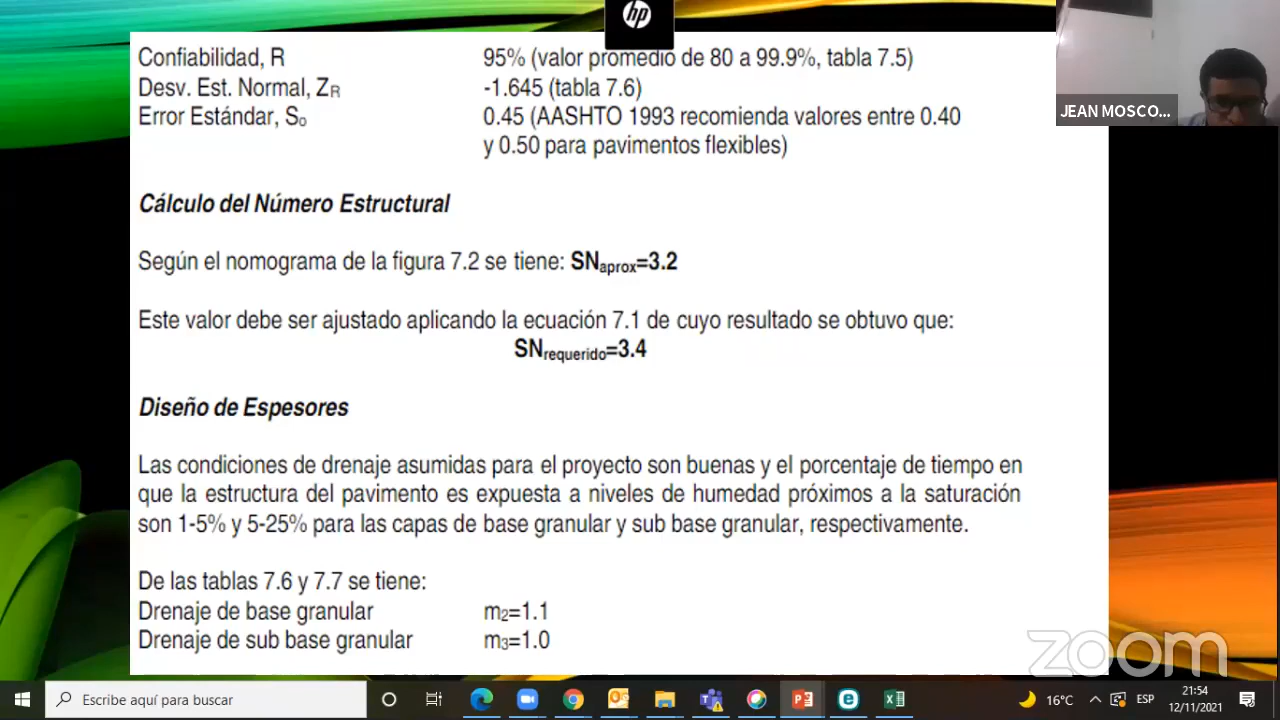 hp
Confiabilidad, R 95% (valor promedio de 80 a 99.9%, tabla 7.5)
Desv. Est. Normal, ZR -1.645 (tabla 7.6)
Error Estándar, So 0.45 (AASHTO 1993 recomienda valores entre 0.40
y 0.50 para pavimentos flexibles)
JEAN MOSCO...
Cálculo del Número Estructural
Según el nomograma de la figura 7.2 se tiene: SNaprox=3.2
Este valor debe ser ajustado aplicando la ecuación 7.1 de cuyo resultado se obtuvo que:
SNrequerido=3.4
Diseño de Espesores
Las condiciones de drenaje asumidas para el proyecto son buenas y el porcentaje de tiempo en
que la estructura del pavimento es expuesta a niveles de humedad próximos a la saturación
son 1-5% y 5-25% para las capas de base granular y sub base granular, respectivamente.
De las tablas 7.6 y 7.7 se tiene:
Drenaje de base granular m2=1.1
Drenaje de sub base granular m3=1.0
zoom
Escribe aquí para buscar
16°C
ESP
21:54
12/11/2021